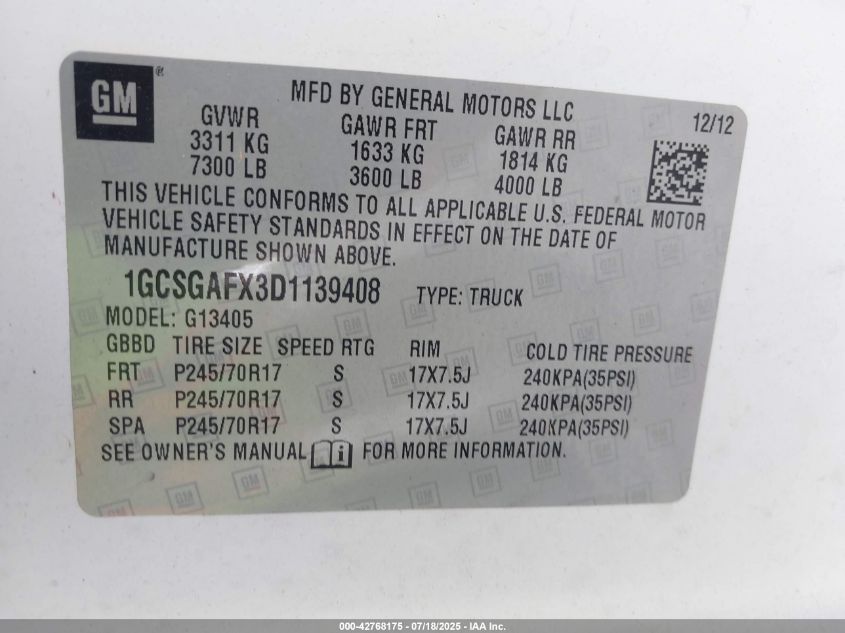 GM ®
MFD BY GENERAL MOTORS LLC
12/12
GVWR GAWR FRT GAWR RR
3311 KG 1633 KG 1814 KG
7300 LB 3600 LB 4000 LB
THIS VEHICLE CONFORMS TO ALL APPLICABLE U.S. FEDERAL MOTOR
VEHICLE SAFETY STANDARDS IN EFFECT ON THE DATE OF
MANUFACTURE SHOWN ABOVE.
1GCSGAFX3D1139408 TYPE: TRUCK
MODEL: G13405
GBBD TIRE SIZE SPEED RTG RIM COLD TIRE PRESSURE
FRT P245/70R17 S 17X7.5J 240KPA(35PSI)
RR P245/70R17 S 17X7.5J 240KPA(35PSI)
SPA P245/70R17 S 17X7.5J 240KPA(35PSI)
SEE OWNER'S MANUAL i FOR MORE INFORMATION.
000-42768175 - 07/18/2025 - IAA Inc.